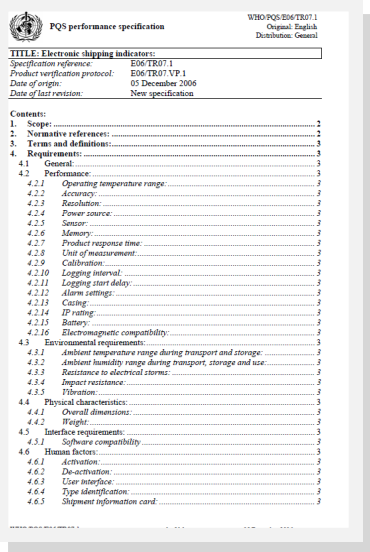 WHO/PQS/E06/TR07.1
PQS performance specification
Original: English
Distribution: General
TITLE: Electronic shipping indicators:
Specification reference: E06/TR07.1
Product verification protocol: E06/TR07.VP.1
Date of origin: 05 December 2006
Date of last revision: New specification
Contents:
1. Scope: 2
2. Normative references: 2
3. Terms and definitions: 3
4. Requirements: 3
4.1 General: 3
4.2 Performance: 3
4.2.1 Operating temperature range: 3
4.2.2 Accuracy: 3
4.2.3 Resolution: 3
4.2.4 Power source: 3
4.2.5 Sensor: 3
4.2.6 Memory: 3
4.2.7 Product response time: 3
4.2.8 Unit of measurement: 3
4.2.9 Calibration: 3
4.2.10 Logging interval: 3
4.2.11 Logging start delay: 3
4.2.12 Alarm settings: 3
4.2.13 Casing: 3
4.2.14 IP rating: 3
4.2.15 Battery: 3
4.2.16 Electromagnetic compatibility: 3
4.3 Environmental requirements: 3
4.3.1 Ambient temperature range during transport and storage: 3
4.3.2 Ambient humidity range during transport, storage and use: 3
4.3.3 Resistance to electrical storms: 3
4.3.4 Impact resistance: 3
4.3.5 Vibration: 3
4.4 Physical characteristics: 3
4.4.1 Overall dimensions: 3
4.4.2 Weight: 3
4.5 Interface requirements: 3
4.5.1 Software compatibility 3
4.6 Human factors: 3
4.6.1 Activation: 3
4.6.2 De-activation: 3
4.6.3 User interface: 3
4.6.4 Type identification: 3
4.6.5 Shipment information card: 3